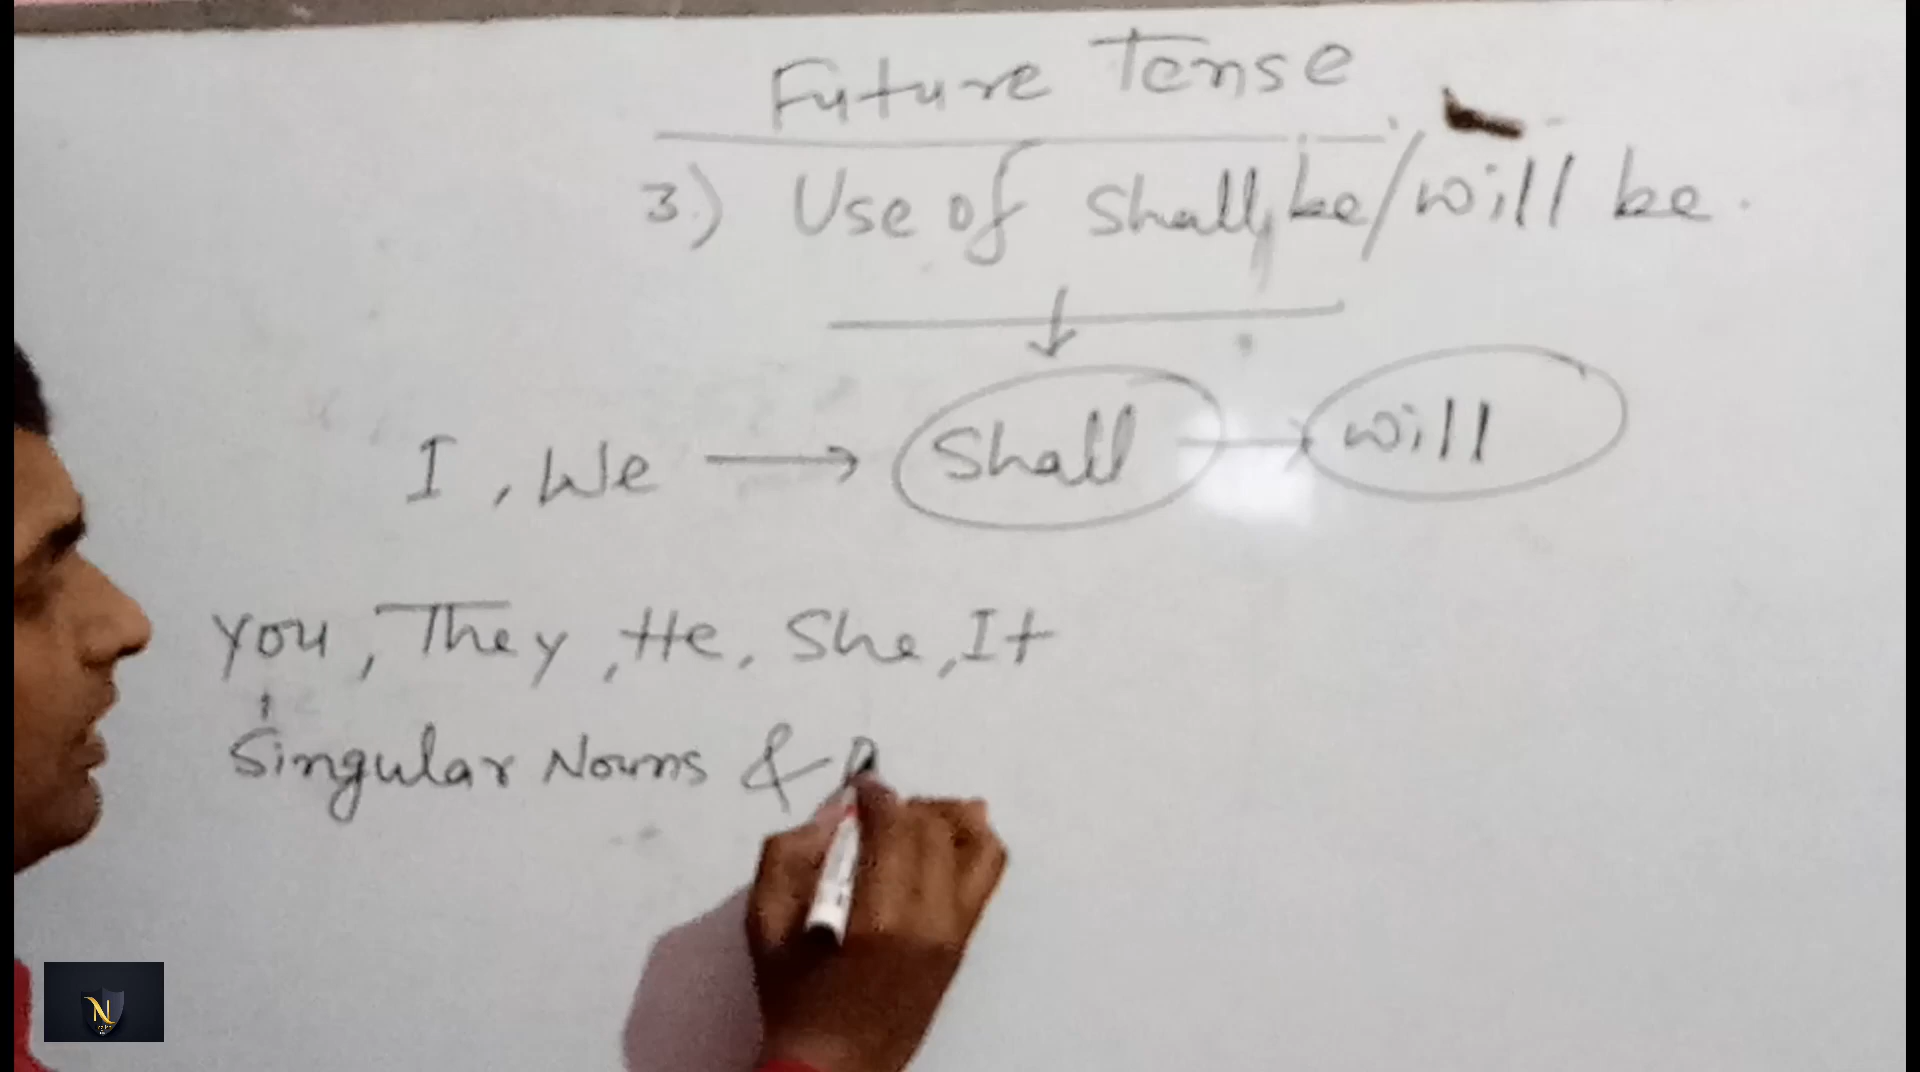 Future Tense
3.) Use of Shall be/will be.
I, We → Shall → will
You, They, He, She, It
Singular Nouns &
N